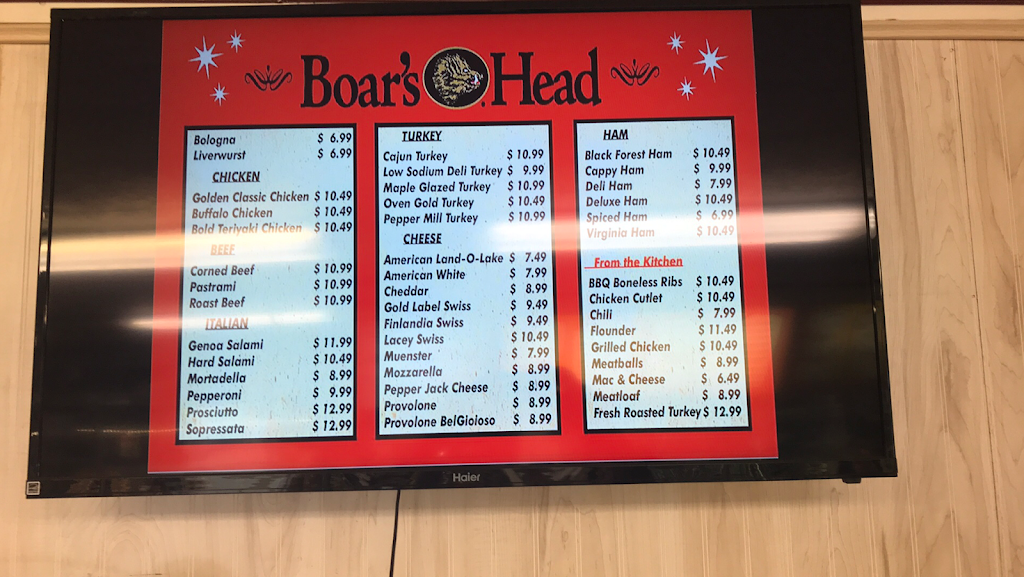 Boar's Head
Bologna $ 6.99
Liverwurst $ 6.99
CHICKEN
Golden Classic Chicken $ 10.49
Buffalo Chicken $ 10.49
Bold Teriyaki Chicken $ 10.49
BEEF
Corned Beef $ 10.99
Pastrami $ 10.99
Roast Beef $ 10.99
ITALIAN
Genoa Salami $ 11.99
Hard Salami $ 10.49
Mortadella $ 8.99
Pepperoni $ 9.99
Prosciutto $ 12.99
Sopressata $ 12.99
TURKEY
Cajun Turkey $ 10.99
Low Sodium Deli Turkey $ 9.99
Maple Glazed Turkey $ 10.99
Oven Gold Turkey $ 10.49
Pepper Mill Turkey $ 10.99
CHEESE
American Land-O-Lake $ 7.49
American White $ 7.99
Cheddar $ 8.99
Gold Label Swiss $ 9.49
Finlandia Swiss $ 9.49
Lacey Swiss $ 10.49
Muenster $ 7.99
Mozzarella $ 8.99
Pepper Jack Cheese $ 8.99
Provolone $ 8.99
Provolone BelGioioso $ 8.99
HAM
Black Forest Ham $ 10.49
Cappy Ham $ 9.99
Deli Ham $ 7.99
Deluxe Ham $ 10.49
Spiced Ham $ 6.99
Virginia Ham $ 10.49
From the Kitchen
BBQ Boneless Ribs $ 10.49
Chicken Cutlet $ 10.49
Chili $ 7.99
Flounder $ 11.49
Grilled Chicken $ 10.49
Meatballs $ 8.99
Mac & Cheese $ 6.49
Meatloaf $ 8.99
Fresh Roasted Turkey $ 12.99
Haier